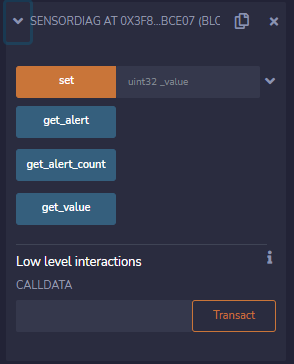 SENSORDIAG AT 0X3F8...BCE07 (BLC
set
uint32 _value
get_alert
get_alert_count
get_value
Low level interactions
i
CALLDATA
Transact